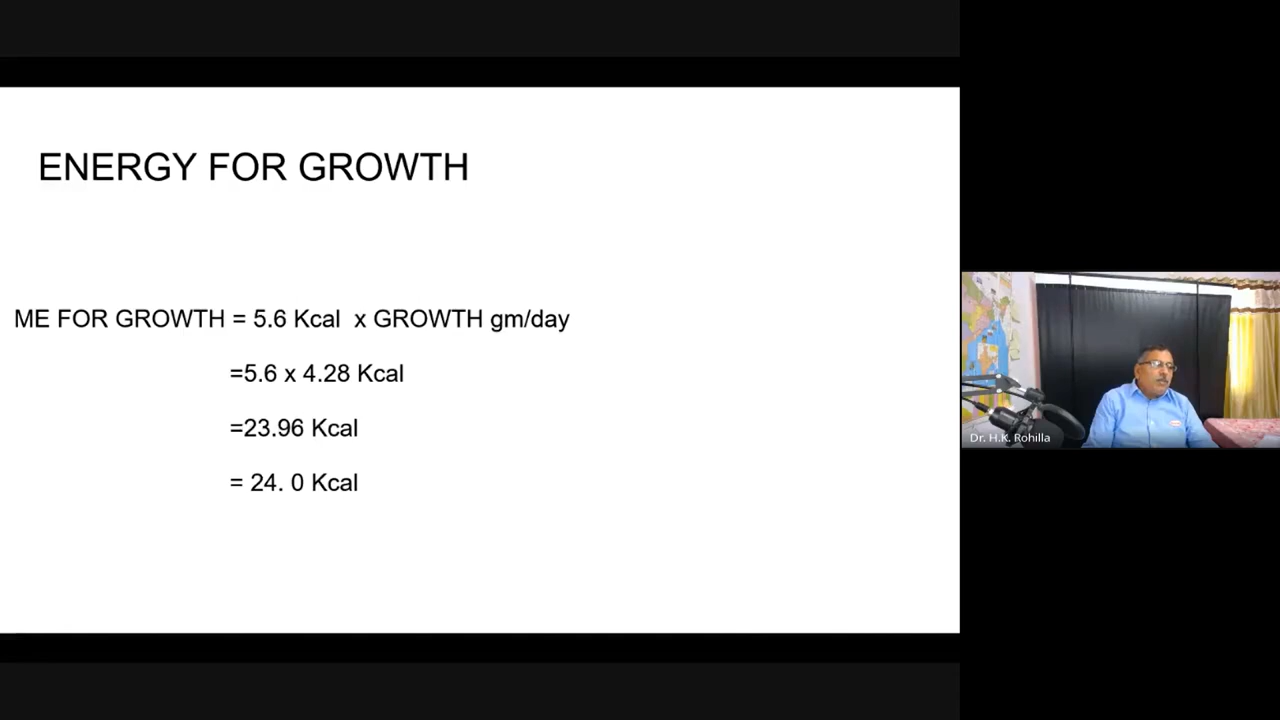 ENERGY FOR GROWTH
ME FOR GROWTH = 5.6 Kcal x GROWTH gm/day
=5.6 x 4.28 Kcal
=23.96 Kcal
= 24. 0 Kcal
Dr. H.K. Rohilla